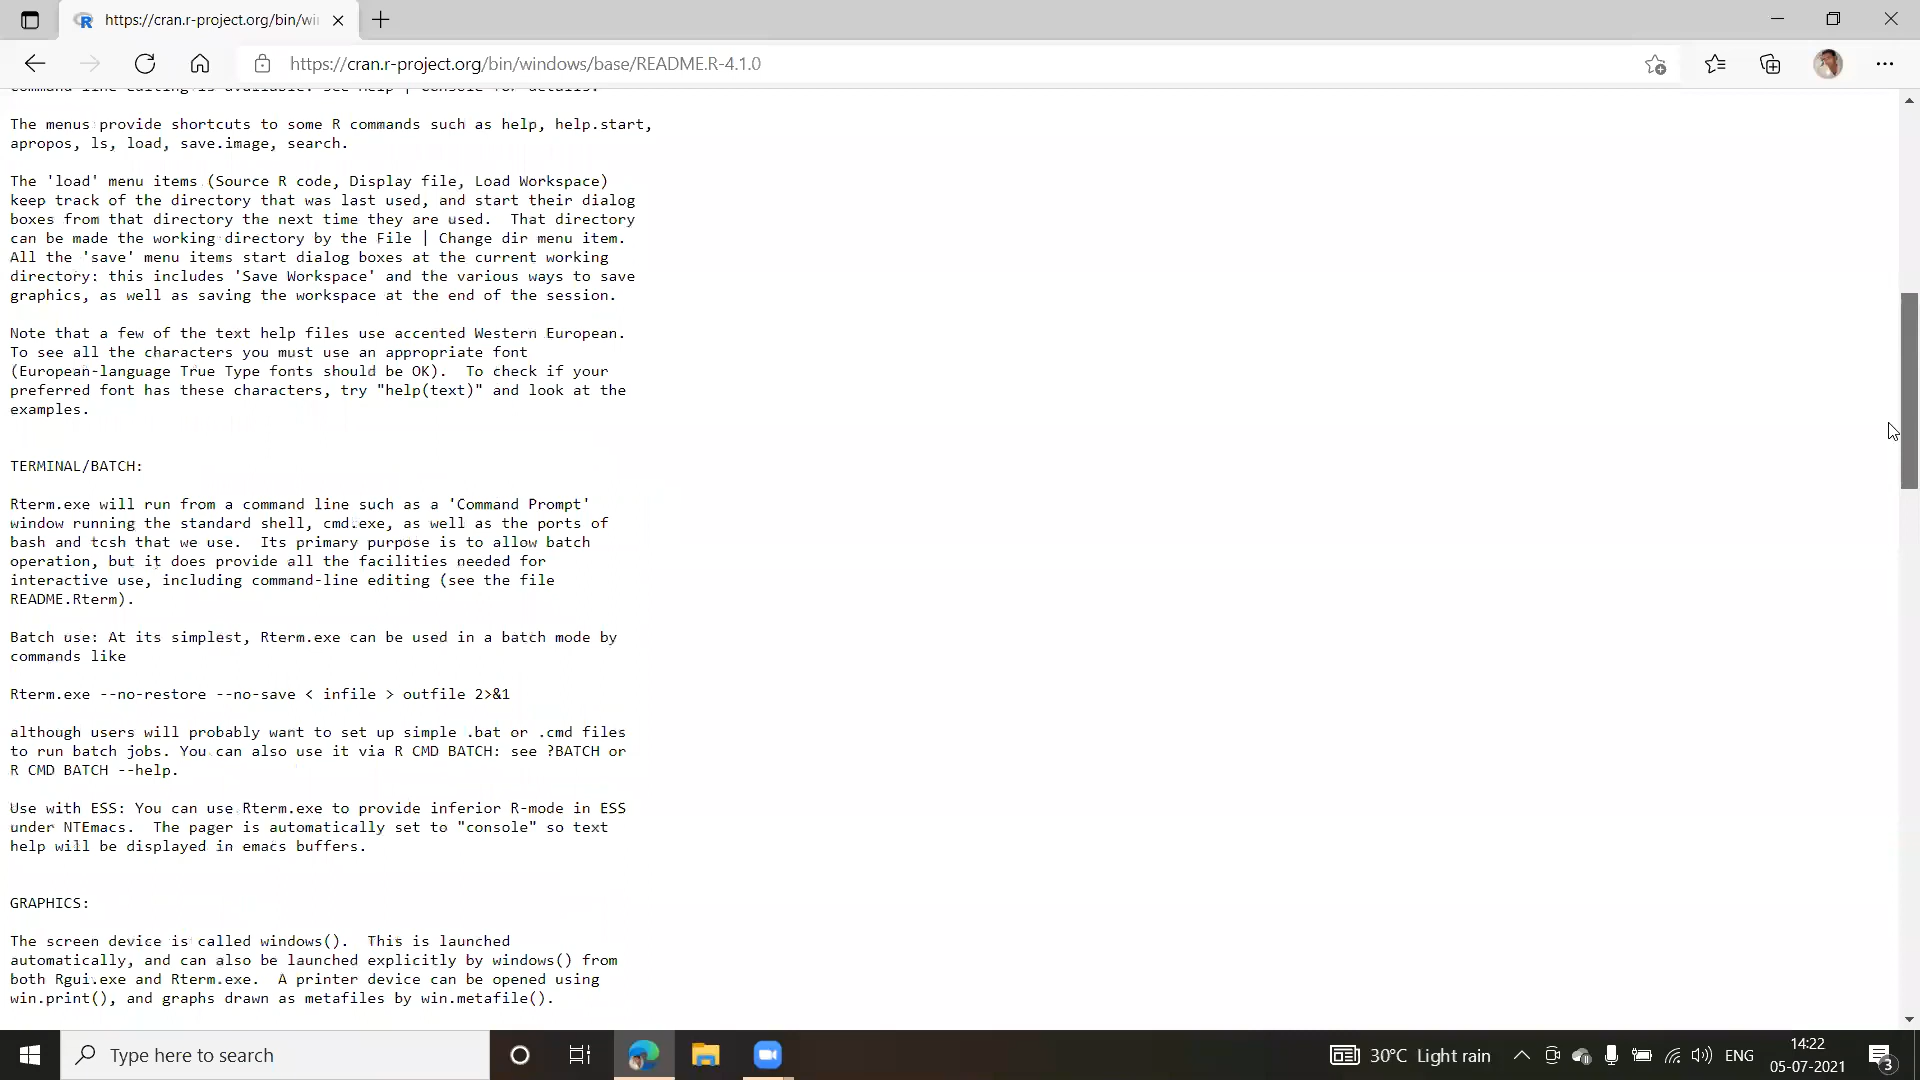 https://cran.r-project.org/bin/wi
https://cran.r-project.org/bin/windows/base/README.R-4.1.0
command-line editing is available: see Help | Console for details.
The menus provide shortcuts to some R commands such as help, help.start,
apropos, ls, load, save.image, search.
The 'load' menu items (Source R code, Display file, Load Workspace)
keep track of the directory that was last used, and start their dialog
boxes from that directory the next time they are used.  That directory
can be made the working directory by the File | Change dir menu item.
All the 'save' menu items start dialog boxes at the current working
directory: this includes 'Save Workspace' and the various ways to save
graphics, as well as saving the workspace at the end of the session.
Note that a few of the text help files use accented Western European.
To see all the characters you must use an appropriate font
(European-language True Type fonts should be OK).  To check if your
preferred font has these characters, try "help(text)" and look at the
examples.
TERMINAL/BATCH:
Rterm.exe will run from a command line such as a 'Command Prompt'
window running the standard shell, cmd.exe, as well as the ports of
bash and tcsh that we use.  Its primary purpose is to allow batch
operation, but it does provide all the facilities needed for
interactive use, including command-line editing (see the file
README.Rterm).
Batch use: At its simplest, Rterm.exe can be used in a batch mode by
commands like
Rterm.exe --no-restore --no-save < infile > outfile 2>&1
although users will probably want to set up simple .bat or .cmd files
to run batch jobs. You can also use it via R CMD BATCH: see ?BATCH or
R CMD BATCH --help.
Use with ESS: You can use Rterm.exe to provide inferior R-mode in ESS
under NTEmacs.  The pager is automatically set to "console" so text
help will be displayed in emacs buffers.
GRAPHICS:
The screen device is called windows().  This is launched
automatically, and can also be launched explicitly by windows() from
both Rgui.exe and Rterm.exe.  A printer device can be opened using
win.print(), and graphs drawn as metafiles by win.metafile().
Type here to search
30°C Light rain
ENG
14:22
05-07-2021
3